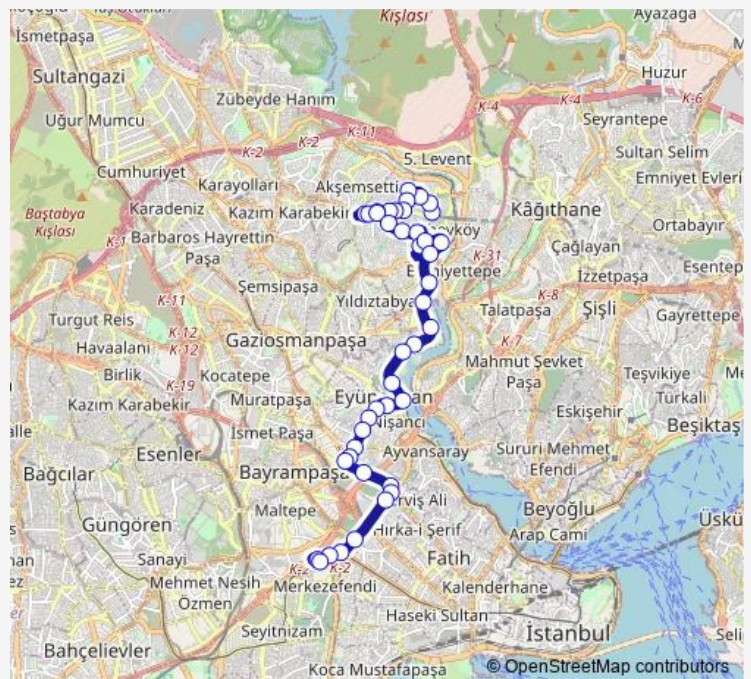 Kışlası
Ayazağa
İsmetpaşa
Sultangazi
Huzur
Zübeyde Hanım
K-4
K-4
K-6
Uğur Mumcu
K-11
Seyrantepe
K-2
K-2
5. Levent
Sultan Selim
Cumhuriyet
Karayolları
Emniyet Evleri
Baştabya
Kışlası
Karadeniz
Kazım Karabekir
Kâğıthane
K-1
Barbaros Hayrettin
Paşa
Ortabayır
Çağlayan
K-31
Şemsipaşa
İzzetpaşa
K-11
Yıldıztabya
K-8
Turgut Reis
Talatpaşa
Şişli
Gayrettepe
K-12
Havaalanı
K-12
Gaziosmanpaşa
K-7
Mahmut Şevket
Paşa
Birlik
Kocatepe
Teşvikiye
K-19
Kazım Karabekir
Muratpaşa
Türkali
Nişancı
Eskişehir
Beşiktaş
İsmet Paşa
Esenler
Ayvansaray
Sururi Mehmet
Efendi
Bağcılar
Bayrampaşa
Maltepe
Beyoğlu
Güngören
Hırka-i Şerif
Arap Cami
Sanayi
Fatih
K-2
Mehmet Nesih
Özmen
Merkezefendi
Kalenderhane
Haseki Sultan
Seyitnizam
İstanbul
Bahçelievler
Koca Mustafapaşa
© OpenStreetMap contributors